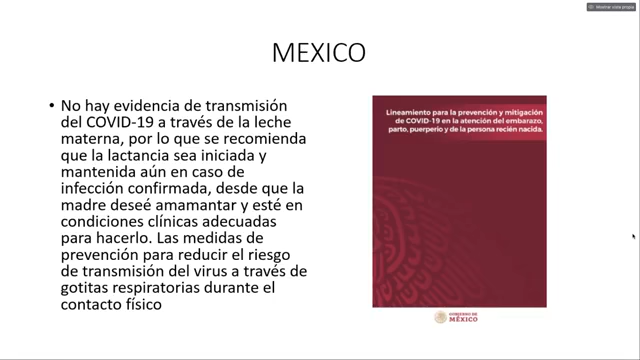 Mostrar vista propia
MEXICO
• No hay evidencia de transmisión
del COVID-19 a través de la leche
materna, por lo que se recomienda
que la lactancia sea iniciada y
mantenida aún en caso de
infección confirmada, desde que la
madre deseé amamantar y esté en
condiciones clínicas adecuadas
para hacerlo. Las medidas de
prevención para reducir el riesgo
de transmisión del virus a través de
gotitas respiratorias durante el
contacto físico
Lineamiento para la prevención y mitigación
de COVID-19 en la atención del embarazo,
parto, puerperio y de la persona recién nacida.
GOBIERNO DE
MÉXICO